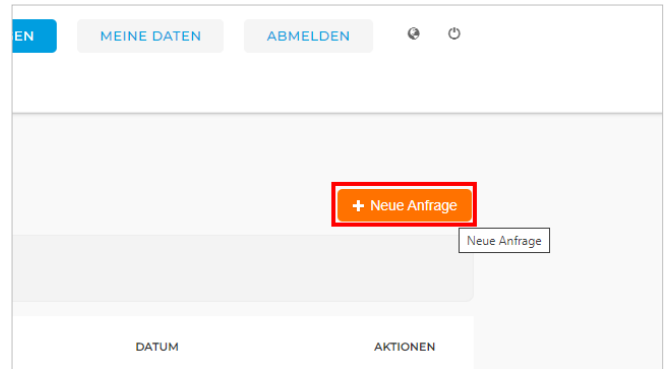 EN MEINE DATEN ABMELDEN
+ Neue Anfrage
Neue Anfrage
DATUM AKTIONEN